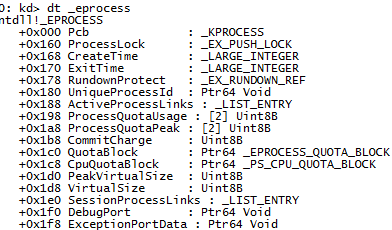 0: kd> dt _eprocess
ntdll!_EPROCESS
+0x000 Pcb : _KPROCESS
+0x160 ProcessLock : _EX_PUSH_LOCK
+0x168 CreateTime : _LARGE_INTEGER
+0x170 ExitTime : _LARGE_INTEGER
+0x178 RundownProtect : _EX_RUNDOWN_REF
+0x180 UniqueProcessId : Ptr64 Void
+0x188 ActiveProcessLinks : _LIST_ENTRY
+0x198 ProcessQuotaUsage : [2] Uint8B
+0x1a8 ProcessQuotaPeak : [2] Uint8B
+0x1b8 CommitCharge : Uint8B
+0x1c0 QuotaBlock : Ptr64 _EPROCESS_QUOTA_BLOCK
+0x1c8 CpuQuotaBlock : Ptr64 _PS_CPU_QUOTA_BLOCK
+0x1d0 PeakVirtualSize : Uint8B
+0x1d8 VirtualSize : Uint8B
+0x1e0 SessionProcessLinks : _LIST_ENTRY
+0x1f0 DebugPort : Ptr64 Void
+0x1f8 ExceptionPortData : Ptr64 Void